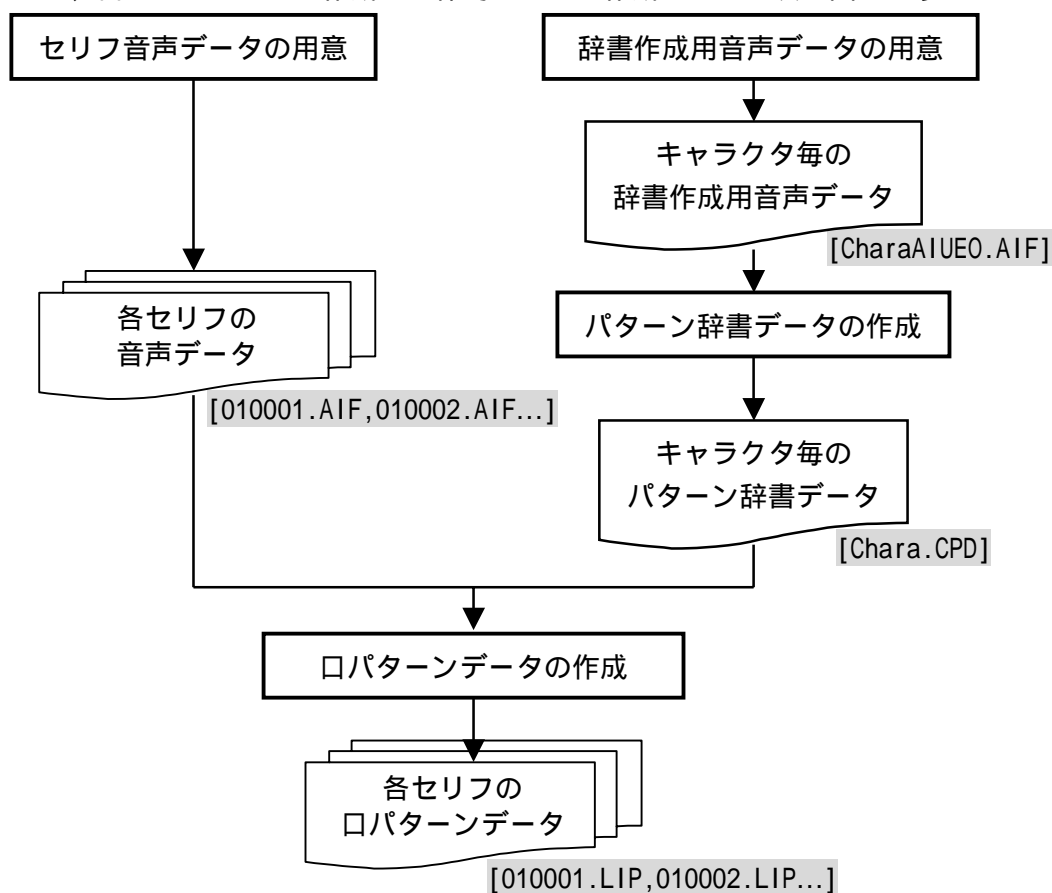 セリフ音声データの用意
辞書作成用音声データの用意
キャラクタ毎の
辞書作成用音声データ
[CharaAIUEO.AIF]
各セリフの
音声データ
[010001.AIF,010002.AIF...]
パターン辞書データの作成
キャラクタ毎の
パターン辞書データ
[Chara.CPD]
口パターンデータの作成
各セリフの
口パターンデータ
[010001.LIP,010002.LIP...]